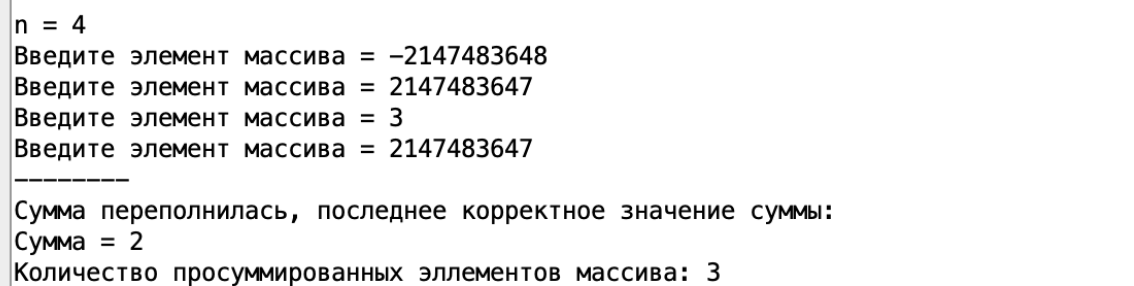 n = 4
Введите элемент массива = -2147483648
Введите элемент массива = 2147483647
Введите элемент массива = 3
Введите элемент массива = 2147483647
--------
Сумма переполнилась, последнее корректное значение суммы:
Сумма = 2
Количество просуммированных эллементов массива: 3